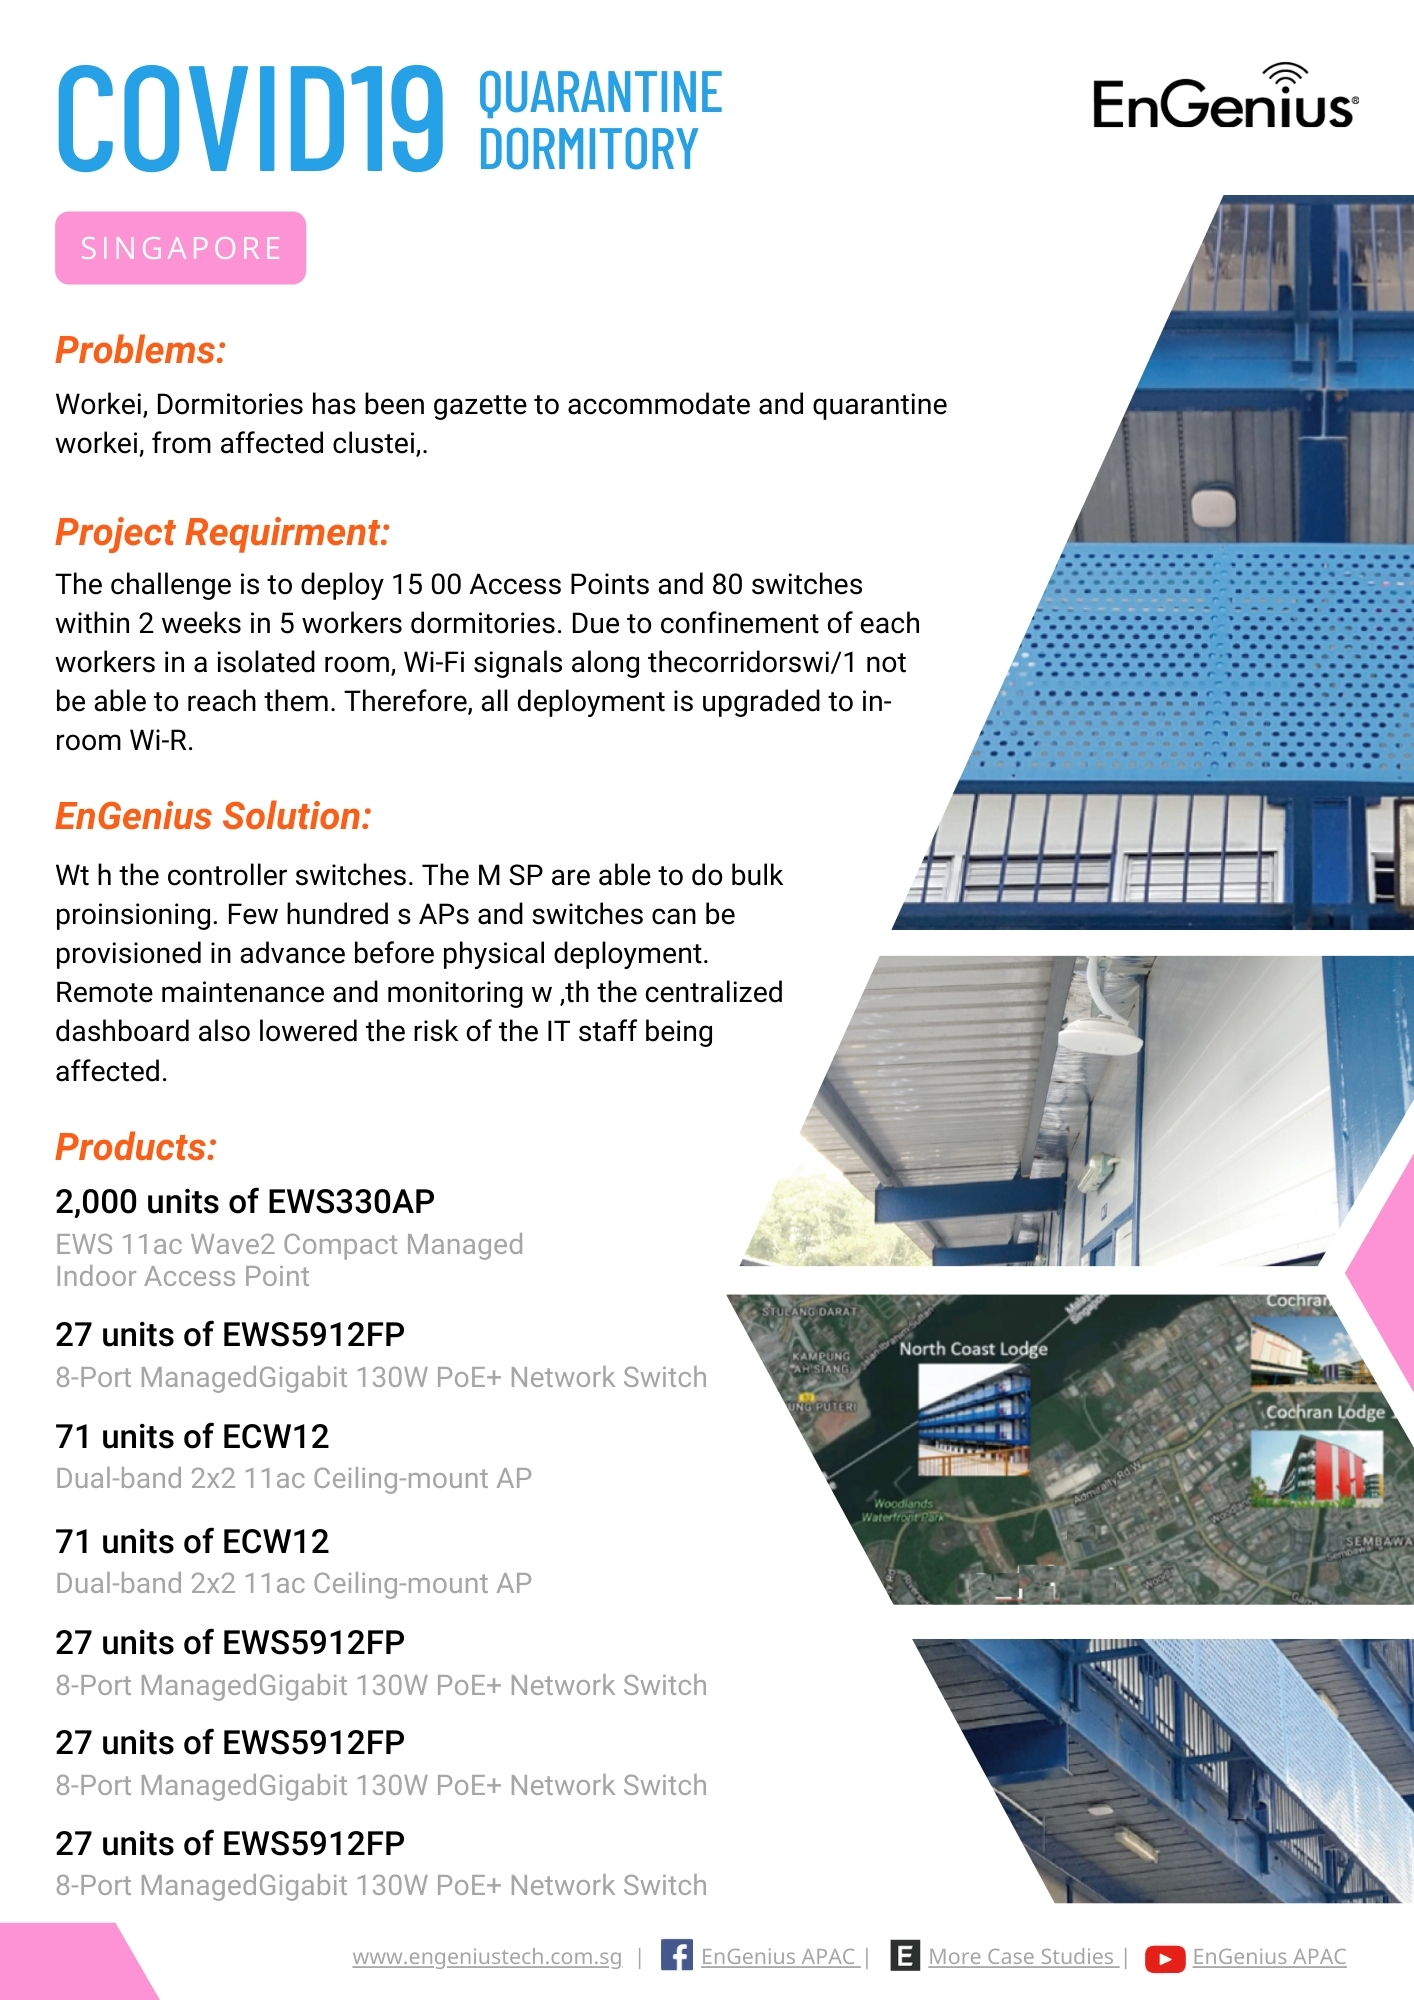 COVID19
QUARANTINE
DORMITORY
EnGenius®
SINGAPORE
Problems:
Workei, Dormitories has been gazette to accommodate and quarantine
workei, from affected clustei,.
Project Requirment:
The challenge is to deploy 15 00 Access Points and 80 switches
within 2 weeks in 5 workers dormitories. Due to confinement of each
workers in a isolated room, Wi-Fi signals along thecorridorswi/1 not
be able to reach them. Therefore, all deployment is upgraded to in-
room Wi-R.
EnGenius Solution:
Wt h the controller switches. The M SP are able to do bulk
proinsioning. Few hundred s APs and switches can be
provisioned in advance before physical deployment.
Remote maintenance and monitoring w ,th the centralized
dashboard also lowered the risk of the IT staff being
affected.
Products:
2,000 units of EWS330AP
EWS 11ac Wave2 Compact Managed
Indoor Access Point
27 units of EWS5912FP
8-Port ManagedGigabit 130W PoE+ Network Switch
71 units of ECW12
Dual-band 2x2 11ac Ceiling-mount AP
71 units of ECW12
Dual-band 2x2 11ac Ceiling-mount AP
27 units of EWS5912FP
8-Port ManagedGigabit 130W PoE+ Network Switch
27 units of EWS5912FP
8-Port ManagedGigabit 130W PoE+ Network Switch
27 units of EWS5912FP
8-Port ManagedGigabit 130W PoE+ Network Switch
STULANG DARAT
KAMPUNG
AH SIANG
UNG PUTERI
North Coast Lodge
Cochran
Cochran Lodge
Admiralty Rd W
Woodlands
Waterfront Park
SEMBAWA
www.engeniustech.com.sg | EnGenius APAC | E More Case Studies | EnGenius APAC